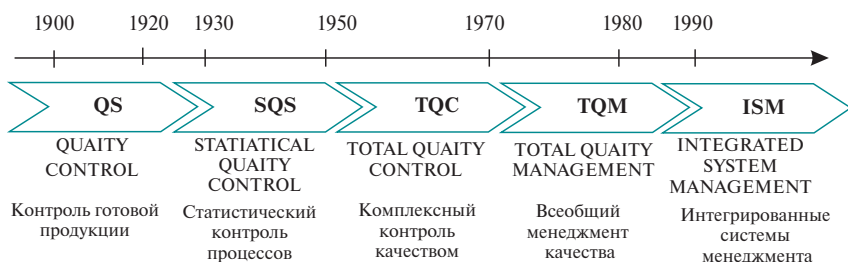 1900 1920 1930 1950 1970 1980 1990
QS SQS TQC TQM ISM
QUAITY
CONTROL
Контроль готовой
продукции
STATIATICAL
QUAITY
CONTROL
Статистический
контроль
процессов
TOTAL QUAITY
CONTROL
Комплексный
контроль
качеством
TOTAL QUAITY
MANAGEMENT
Всеобщий
менеджмент
качества
INTEGRATED
SYSTEM
MANAGEMENT
Интегрированные
системы
менеджмента